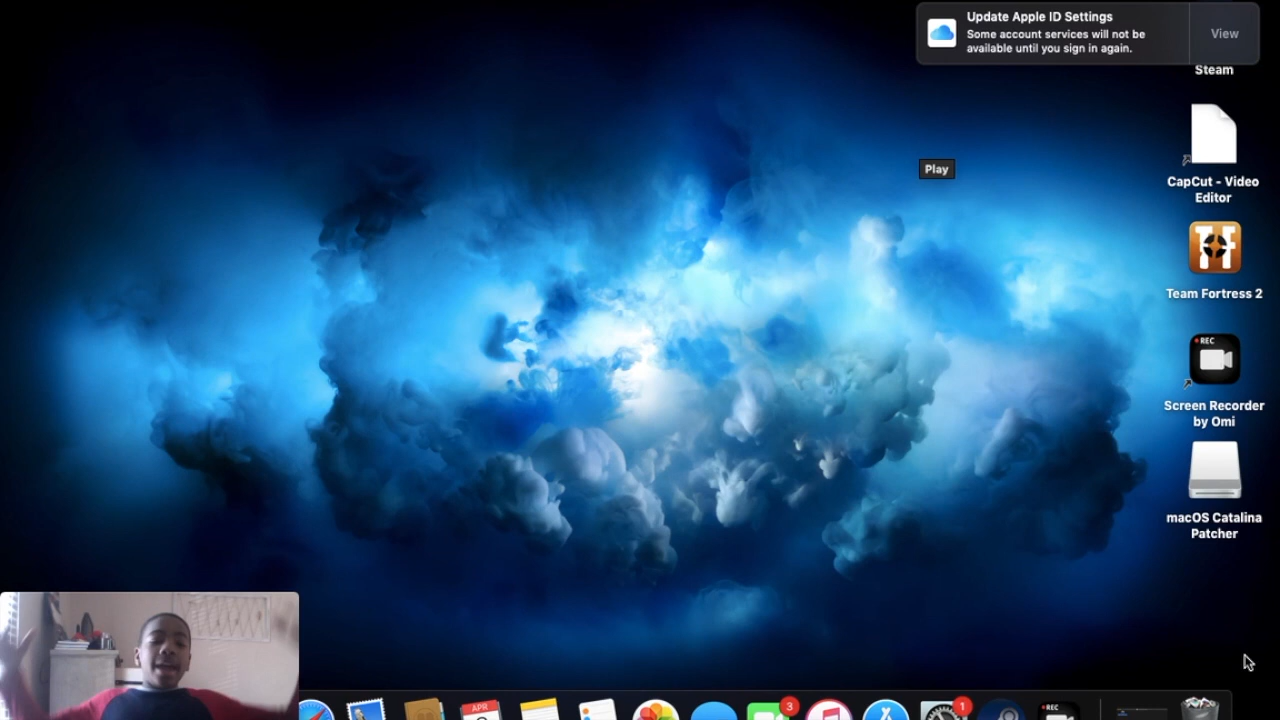 Update Apple ID Settings
Some account services will not be
available until you sign in again.
View
Steam
Play
CapCut - Video
Editor
Team Fortress 2
REC
Screen Recorder
by Omi
macOS Catalina
Patcher
APR
3
1
REC